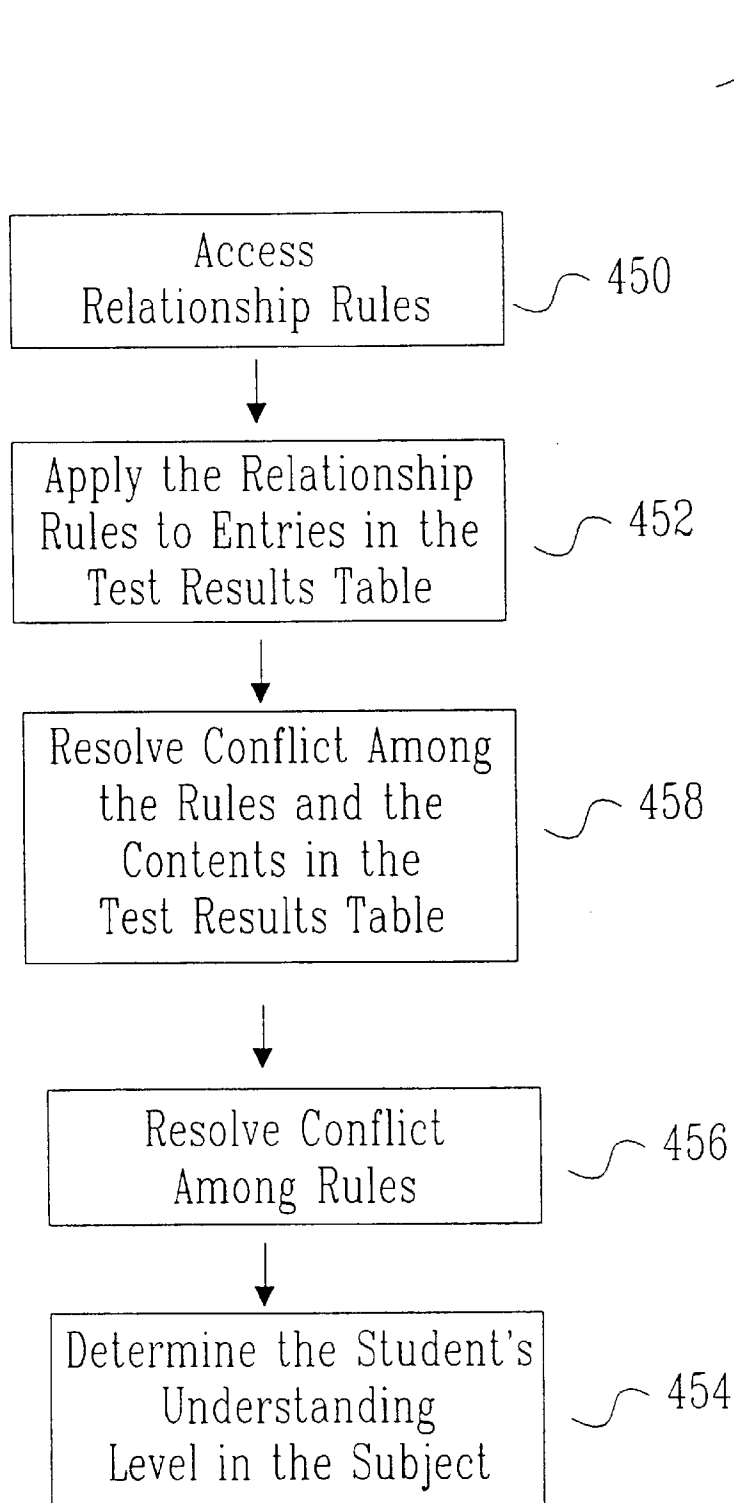 Access
Relationship Rules
450
Apply the Relationship
Rules to Entries in the
Test Results Table
452
Resolve Conflict Among
the Rules and the
Contents in the
Test Results Table
458
Resolve Conflict
Among Rules
456
Determine the Student's
Understanding
Level in the Subject
454